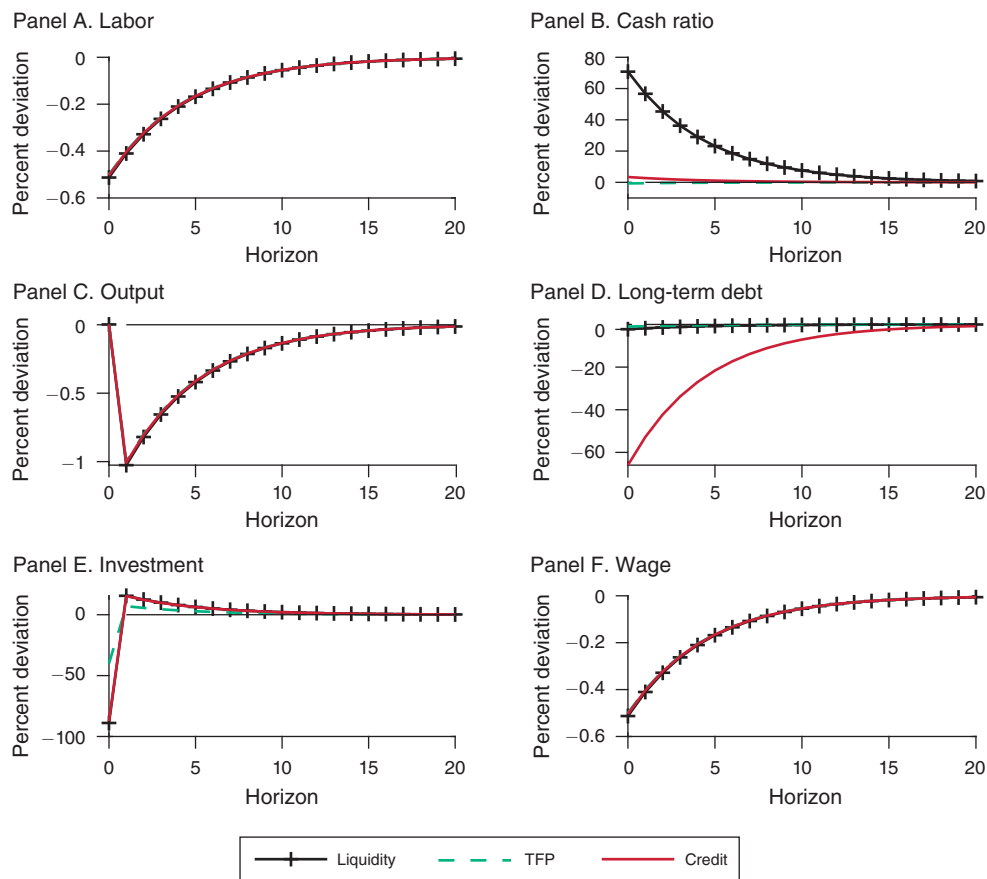 Panel A. Labor
Percent deviation
0
−0.2
−0.4
−0.6
0 5 10 15 20
Horizon
Panel B. Cash ratio
Percent deviation
80
60
40
20
0
0 5 10 15 20
Horizon
Panel C. Output
Percent deviation
0
−0.5
−1
0 5 10 15 20
Horizon
Panel D. Long-term debt
Percent deviation
0
−20
−40
−60
0 5 10 15 20
Horizon
Panel E. Investment
Percent deviation
0
−50
−100
0 5 10 15 20
Horizon
Panel F. Wage
Percent deviation
0
−0.2
−0.4
−0.6
0 5 10 15 20
Horizon
Liquidity TFP Credit